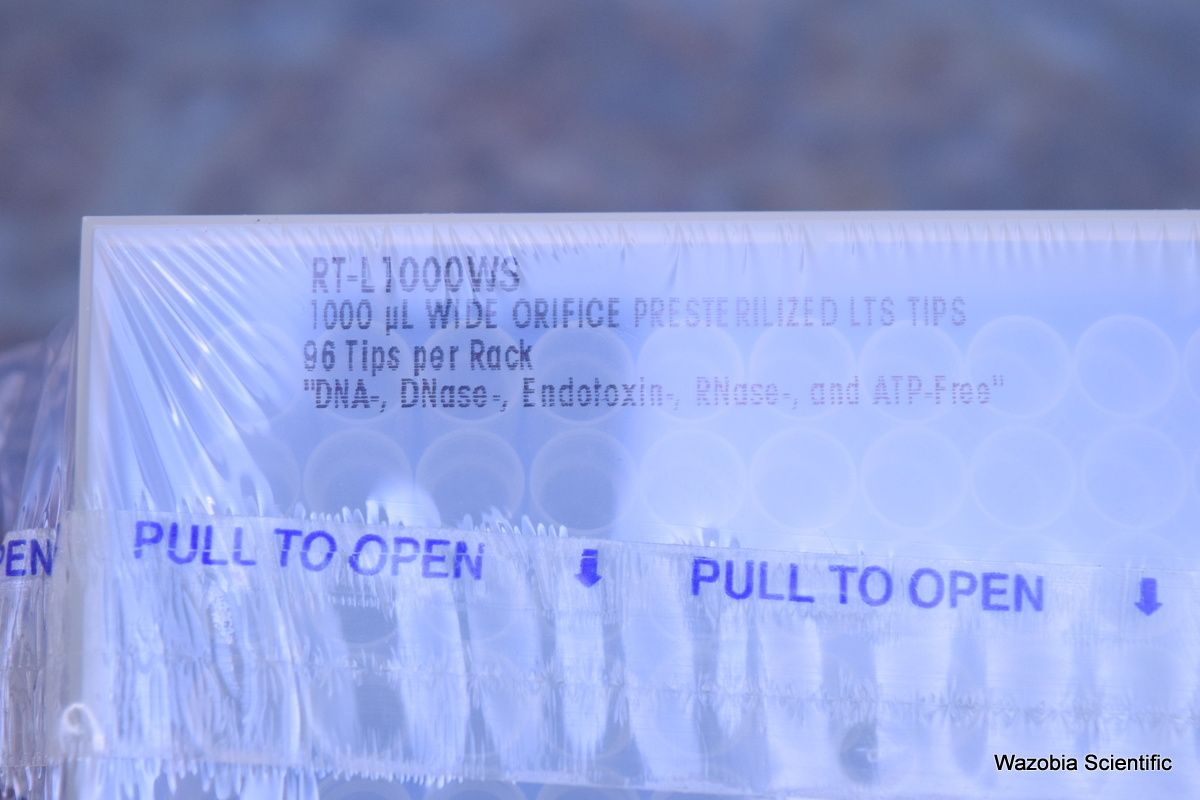 RT-L1000WS
1000 µL WIDE ORIFICE PRESTERILIZED LTS TIPS
96 Tips per Rack
"DNA-, DNase-, Endotoxin-, RNase-, and ATP-Free"
PEN PULL TO OPEN ⬇ PULL TO OPEN ⬇
Wazobia Scientific